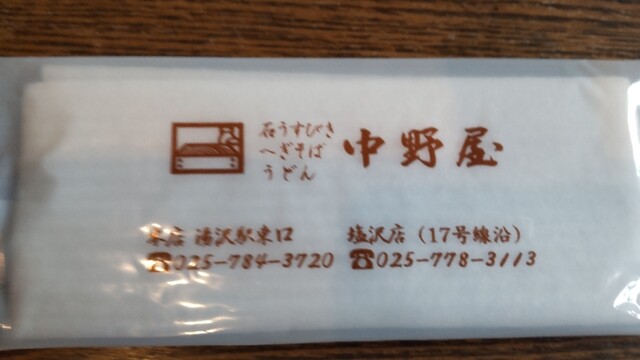 石うすびき
へぎそば
うどん
中野屋
本店 湯沢駅東口
☎025-784-3720
塩沢店（17号線沿）
☎025-778-3113